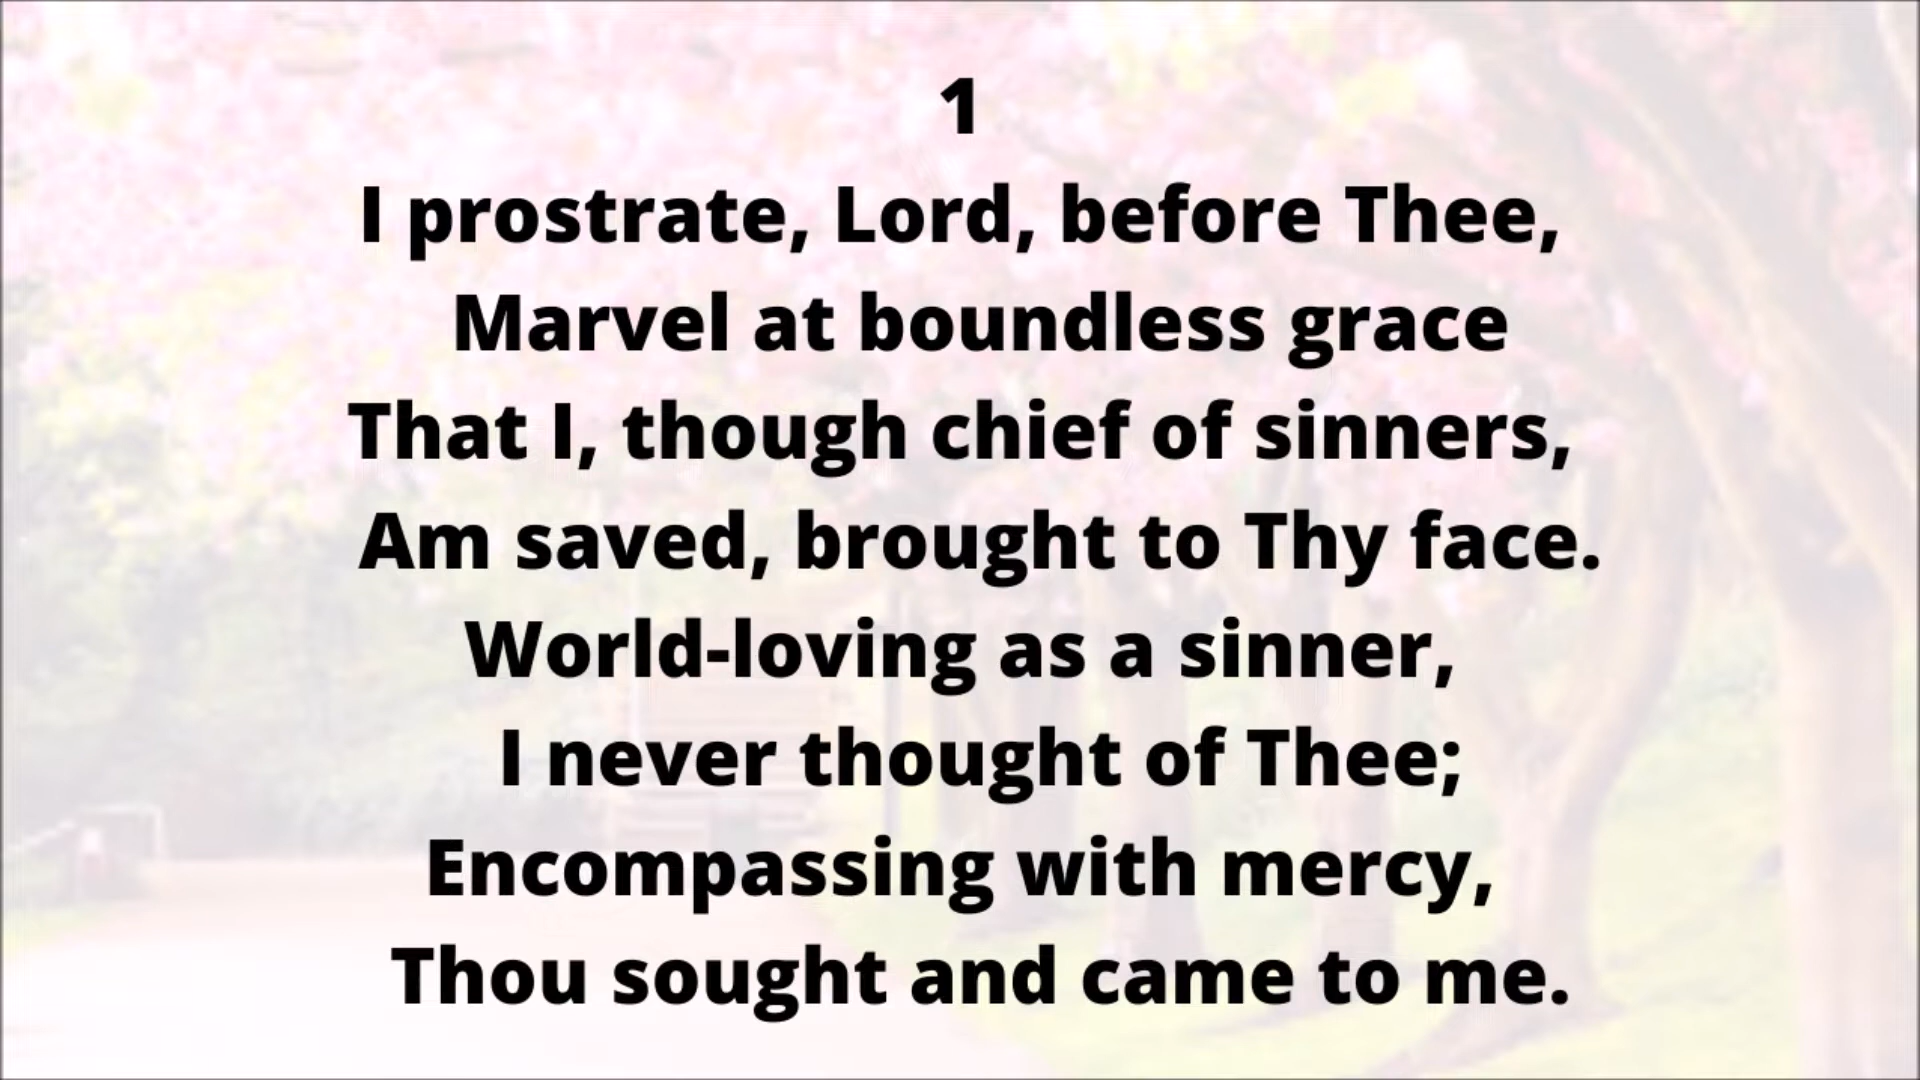 1
I prostrate, Lord, before Thee,
Marvel at boundless grace
That I, though chief of sinners,
Am saved, brought to Thy face.
World-loving as a sinner,
I never thought of Thee;
Encompassing with mercy,
Thou sought and came to me.